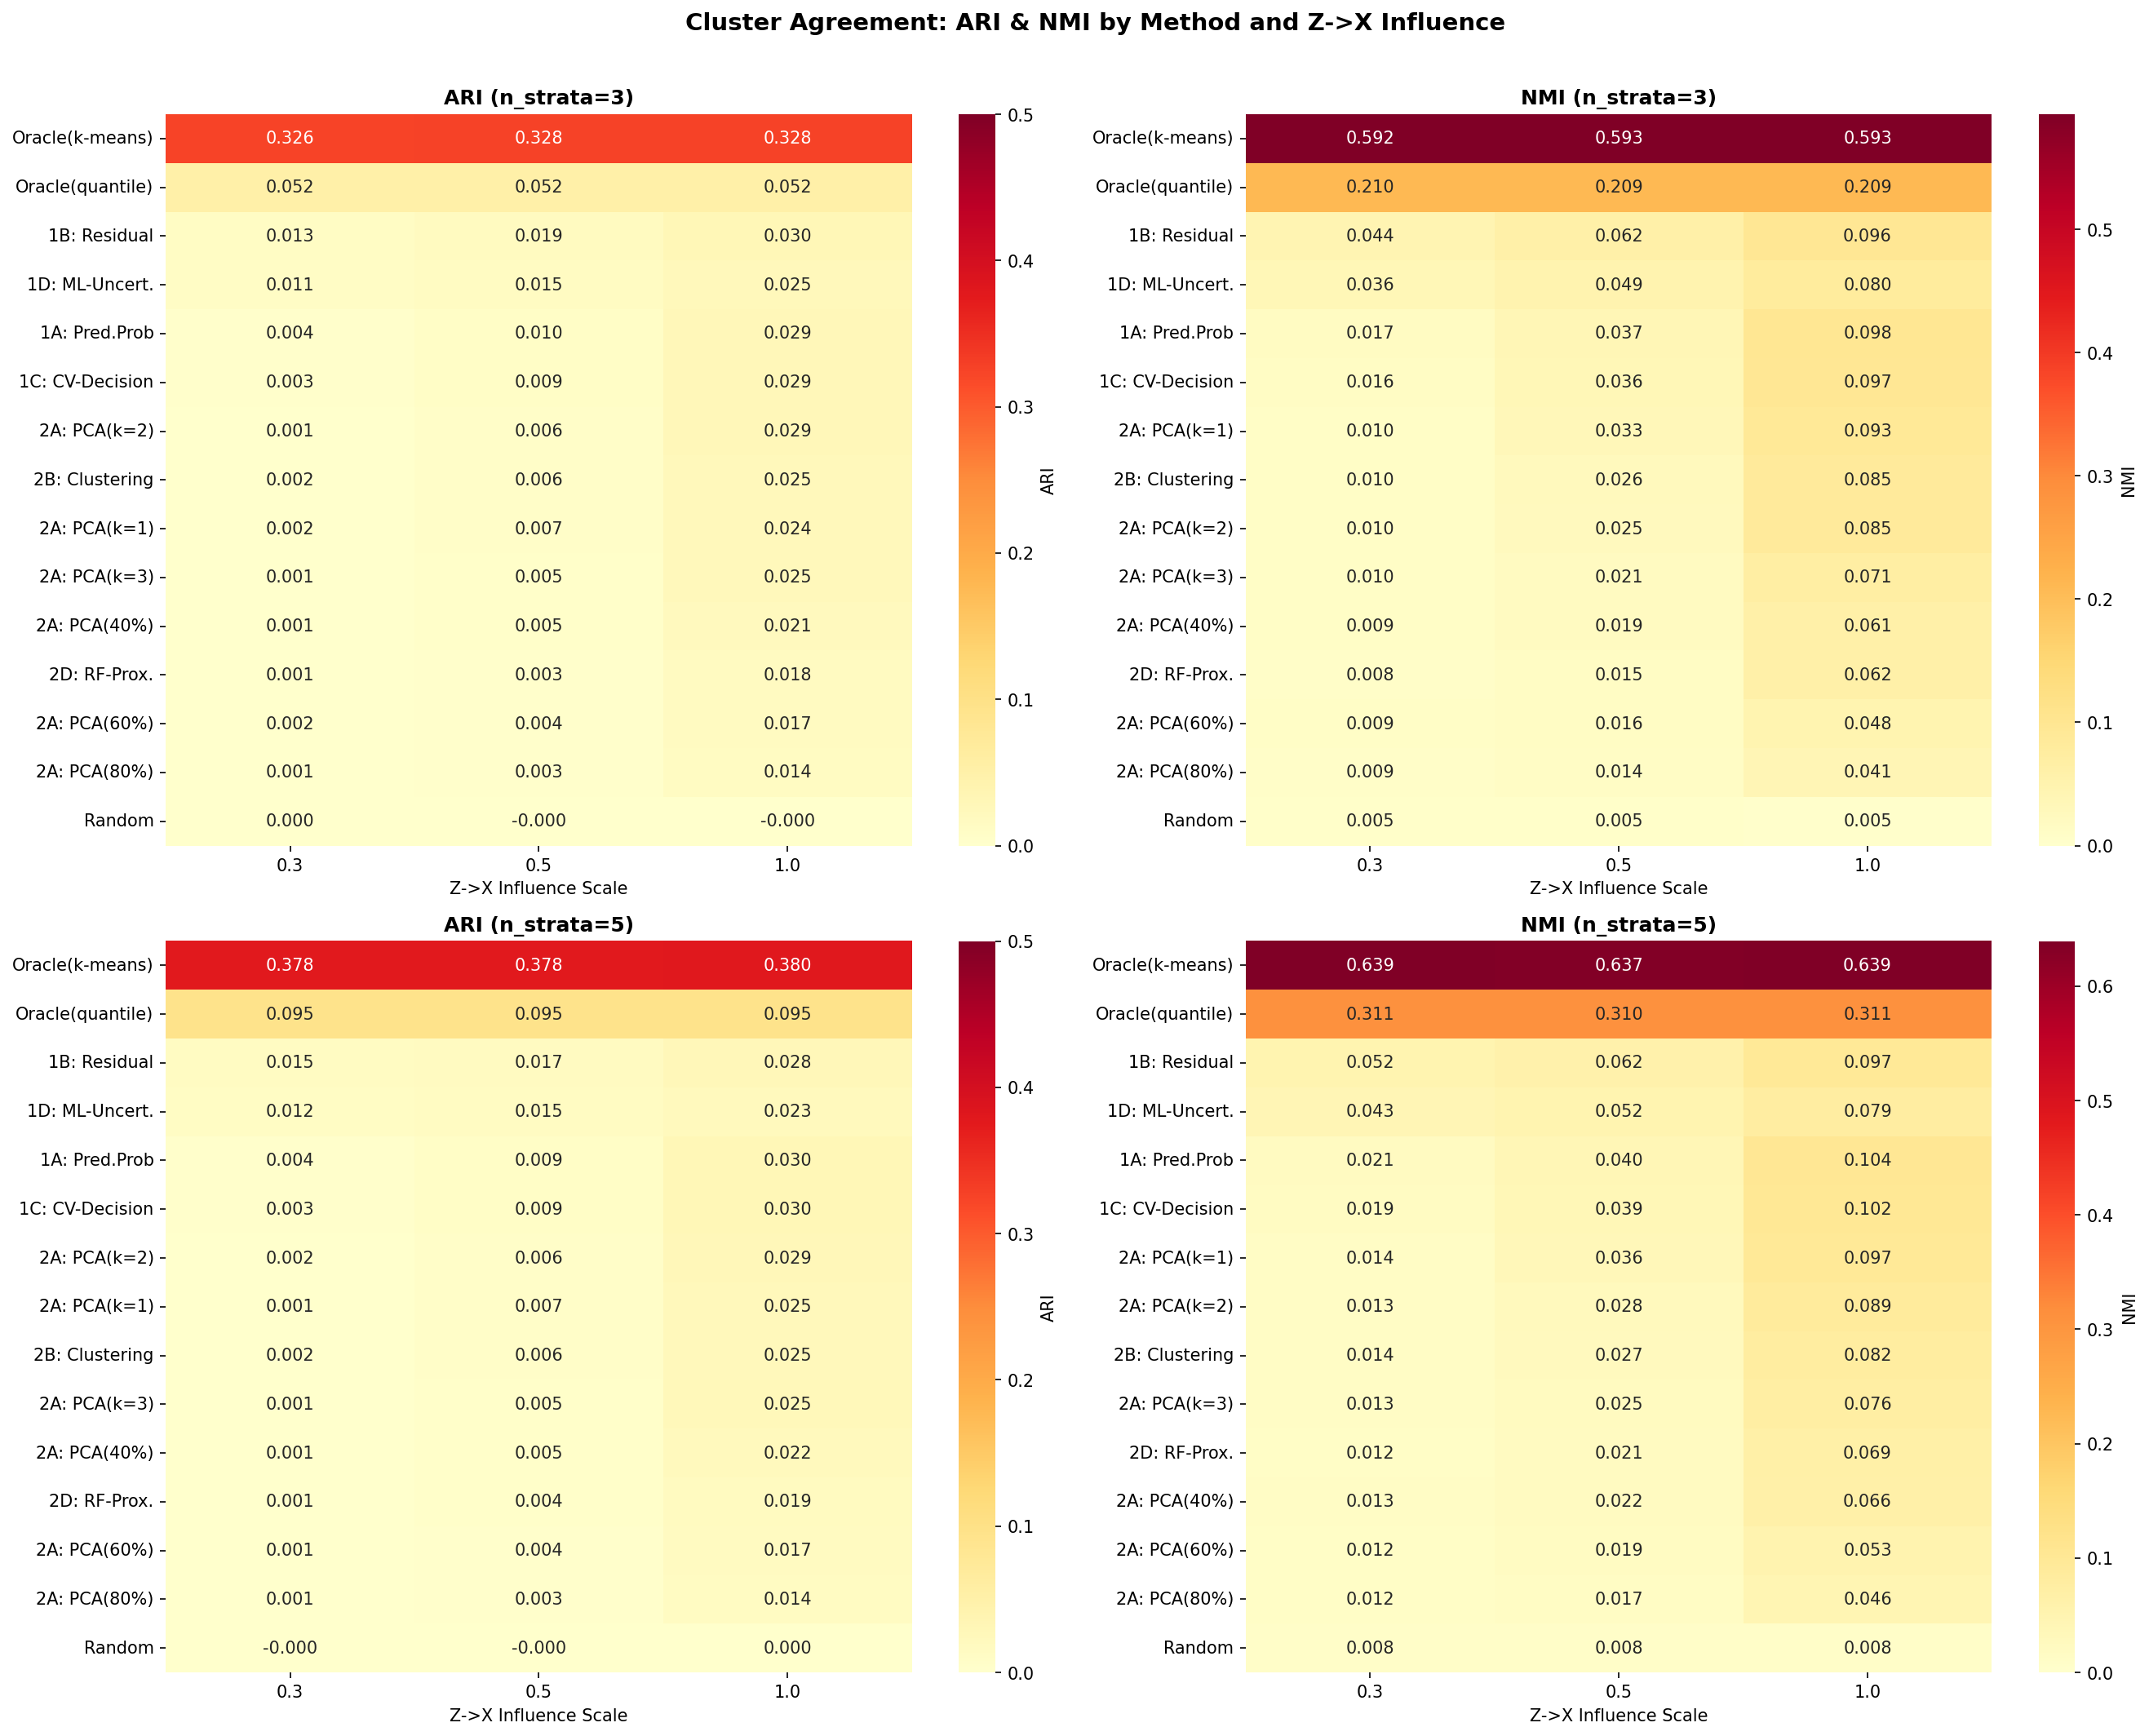 Cluster Agreement: ARI & NMI by Method and Z->X Influence
ARI (n_strata=3)
Oracle(k-means) 0.326 0.328 0.328
Oracle(quantile) 0.052 0.052 0.052
1B: Residual 0.013 0.019 0.030
1D: ML-Uncert. 0.011 0.015 0.025
1A: Pred.Prob 0.004 0.010 0.029
1C: CV-Decision 0.003 0.009 0.029
2A: PCA(k=2) 0.001 0.006 0.029
2B: Clustering 0.002 0.006 0.025
2A: PCA(k=1) 0.002 0.007 0.024
2A: PCA(k=3) 0.001 0.005 0.025
2A: PCA(40%) 0.001 0.005 0.021
2D: RF-Prox. 0.001 0.003 0.018
2A: PCA(60%) 0.002 0.004 0.017
2A: PCA(80%) 0.001 0.003 0.014
Random 0.000 -0.000 -0.000
0.3 0.5 1.0
Z->X Influence Scale
0.5
0.4
0.3
0.2
0.1
0.0
ARI
NMI (n_strata=3)
Oracle(k-means) 0.592 0.593 0.593
Oracle(quantile) 0.210 0.209 0.209
1B: Residual 0.044 0.062 0.096
1D: ML-Uncert. 0.036 0.049 0.080
1A: Pred.Prob 0.017 0.037 0.098
1C: CV-Decision 0.016 0.036 0.097
2A: PCA(k=1) 0.010 0.033 0.093
2B: Clustering 0.010 0.026 0.085
2A: PCA(k=2) 0.010 0.025 0.085
2A: PCA(k=3) 0.010 0.021 0.071
2A: PCA(40%) 0.009 0.019 0.061
2D: RF-Prox. 0.008 0.015 0.062
2A: PCA(60%) 0.009 0.016 0.048
2A: PCA(80%) 0.009 0.014 0.041
Random 0.005 0.005 0.005
0.3 0.5 1.0
Z->X Influence Scale
0.5
0.4
0.3
0.2
0.1
0.0
NMI
ARI (n_strata=5)
Oracle(k-means) 0.378 0.378 0.380
Oracle(quantile) 0.095 0.095 0.095
1B: Residual 0.015 0.017 0.028
1D: ML-Uncert. 0.012 0.015 0.023
1A: Pred.Prob 0.004 0.009 0.030
1C: CV-Decision 0.003 0.009 0.030
2A: PCA(k=2) 0.002 0.006 0.029
2A: PCA(k=1) 0.001 0.007 0.025
2B: Clustering 0.002 0.006 0.025
2A: PCA(k=3) 0.001 0.005 0.025
2A: PCA(40%) 0.001 0.005 0.022
2D: RF-Prox. 0.001 0.004 0.019
2A: PCA(60%) 0.001 0.004 0.017
2A: PCA(80%) 0.001 0.003 0.014
Random -0.000 -0.000 0.000
0.3 0.5 1.0
Z->X Influence Scale
0.5
0.4
0.3
0.2
0.1
0.0
ARI
NMI (n_strata=5)
Oracle(k-means) 0.639 0.637 0.639
Oracle(quantile) 0.311 0.310 0.311
1B: Residual 0.052 0.062 0.097
1D: ML-Uncert. 0.043 0.052 0.079
1A: Pred.Prob 0.021 0.040 0.104
1C: CV-Decision 0.019 0.039 0.102
2A: PCA(k=1) 0.014 0.036 0.097
2A: PCA(k=2) 0.013 0.028 0.089
2B: Clustering 0.014 0.027 0.082
2A: PCA(k=3) 0.013 0.025 0.076
2D: RF-Prox. 0.012 0.021 0.069
2A: PCA(40%) 0.013 0.022 0.066
2A: PCA(60%) 0.012 0.019 0.053
2A: PCA(80%) 0.012 0.017 0.046
Random 0.008 0.008 0.008
0.3 0.5 1.0
Z->X Influence Scale
0.6
0.5
0.4
0.3
0.2
0.1
0.0
NMI